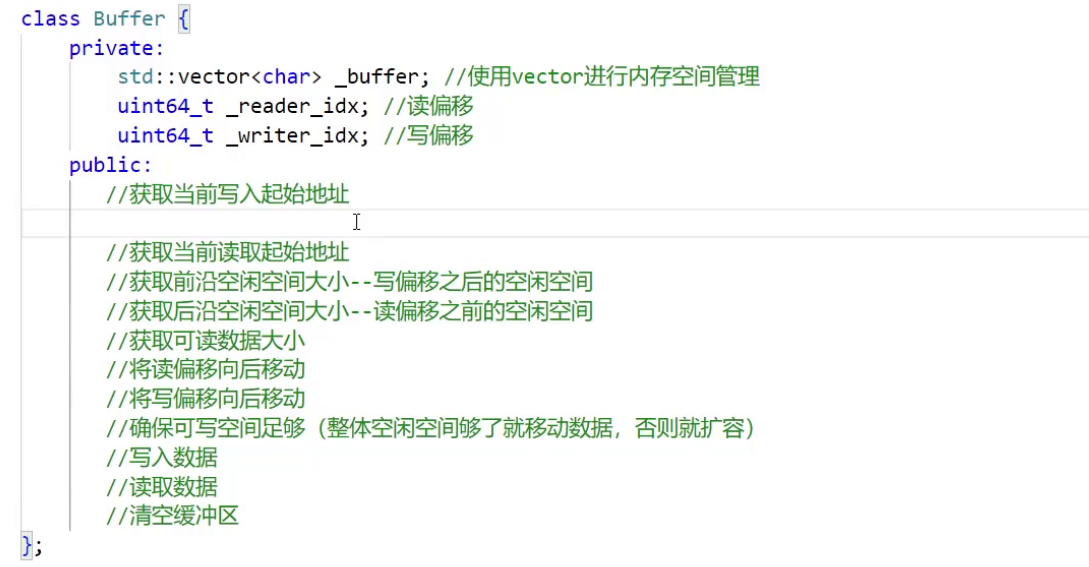 class Buffer {
    private:
        std::vector<char> _buffer; //使用vector进行内存空间管理
        uint64_t _reader_idx; //读偏移
        uint64_t _writer_idx; //写偏移
    public:
        //获取当前写入起始地址
        //获取当前读取起始地址
        //获取前沿空闲空间大小--写偏移之后的空闲空间
        //获取后沿空闲空间大小--读偏移之前的空闲空间
        //获取可读数据大小
        //将读偏移向后移动
        //将写偏移向后移动
        //确保可写空间足够（整体空闲空间够了就移动数据，否则就扩容）
        //写入数据
        //读取数据
        //清空缓冲区
};